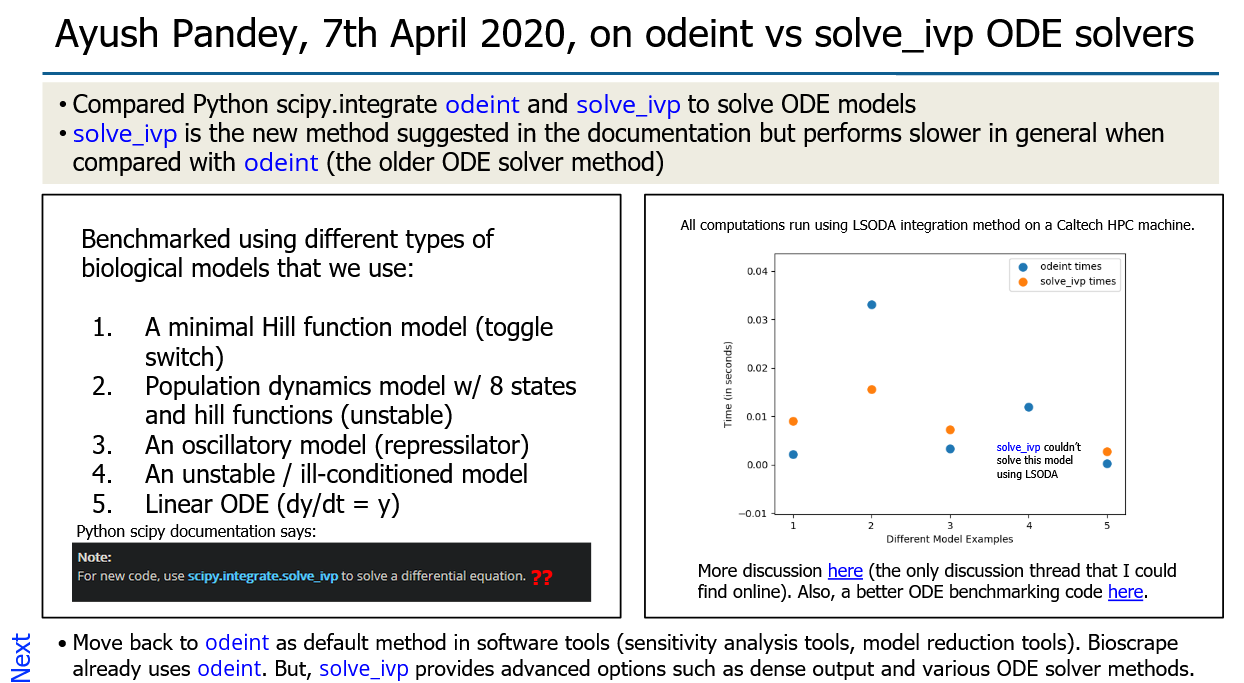 Ayush Pandey, 7th April 2020, on odeint vs solve_ivp ODE solvers
• Compared Python scipy.integrate odeint and solve_ivp to solve ODE models
• solve_ivp is the new method suggested in the documentation but performs slower in general when
compared with odeint (the older ODE solver method)
Benchmarked using different types of
biological models that we use:
1. A minimal Hill function model (toggle
switch)
2. Population dynamics model w/ 8 states
and hill functions (unstable)
3. An oscillatory model (repressilator)
4. An unstable / ill-conditioned model
5. Linear ODE (dy/dt = y)
Python scipy documentation says:
Note:
For new code, use scipy.integrate.solve_ivp to solve a differential equation. ??
All computations run using LSODA integration method on a Caltech HPC machine.
odeint times
solve_ivp times
0.04
0.03
0.02
0.01
0.00
−0.01
Time (in seconds)
solve_ivp couldn't
solve this model
using LSODA
1 2 3 4 5
Different Model Examples
More discussion here (the only discussion thread that I could
find online). Also, a better ODE benchmarking code here.
Next
• Move back to odeint as default method in software tools (sensitivity analysis tools, model reduction tools). Bioscrape
already uses odeint. But, solve_ivp provides advanced options such as dense output and various ODE solver methods.